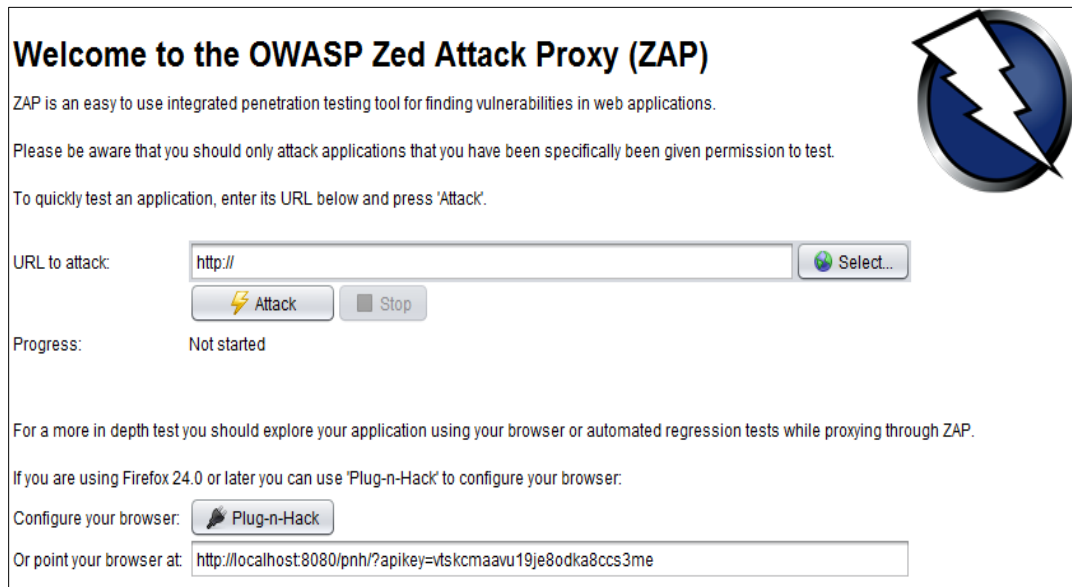 Welcome to the OWASP Zed Attack Proxy (ZAP)
ZAP is an easy to use integrated penetration testing tool for finding vulnerabilities in web applications.
Please be aware that you should only attack applications that you have been specifically been given permission to test.
To quickly test an application, enter its URL below and press 'Attack'.
URL to attack: http:// Select...
Attack Stop
Progress: Not started
For a more in depth test you should explore your application using your browser or automated regression tests while proxying through ZAP.
If you are using Firefox 24.0 or later you can use 'Plug-n-Hack' to configure your browser:
Configure your browser: Plug-n-Hack
Or point your browser at: http://localhost:8080/pnh/?apikey=vtskcmaavu19je8odka8ccs3me